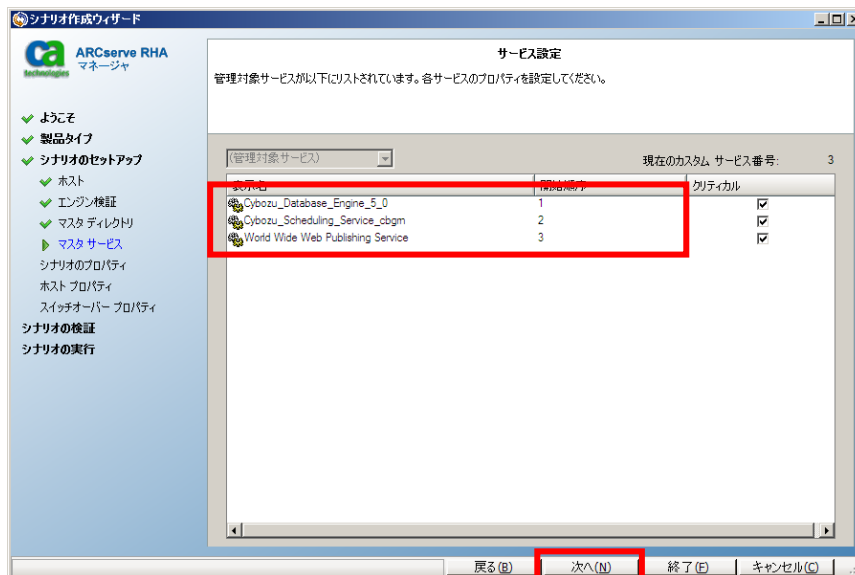 シナリオ作成ウィザード
ca
technologies
ARCserve RHA
マネージャ
サービス設定
管理対象サービスが以下にリストされています。各サービスのプロパティを設定してください。
ようこそ
製品タイプ
シナリオのセットアップ
ホスト
エンジン検証
マスタ ディレクトリ
マスタ サービス
シナリオのプロパティ
ホスト プロパティ
スイッチオーバー プロパティ
シナリオの検証
シナリオの実行
(管理対象サービス)
現在のカスタム サービス番号: 3
表示名 開始順序 クリティカル
Cybozu_Database_Engine_5_0 1
Cybozu_Scheduling_Service_cbgm 2
World Wide Web Publishing Service 3
戻る(B) 次へ(N) 終了(F) キャンセル(C)